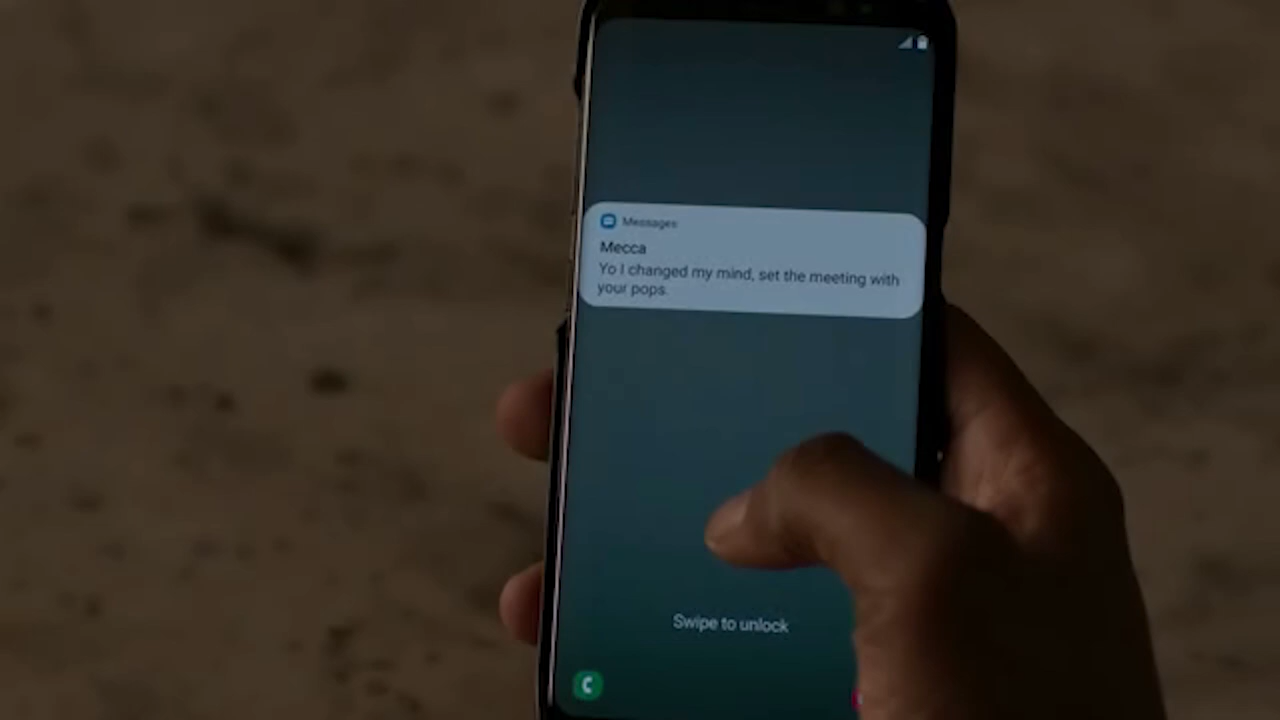 Messages
Mecca
Yo I changed my mind, set the meeting with
your pops.
Swipe to unlock